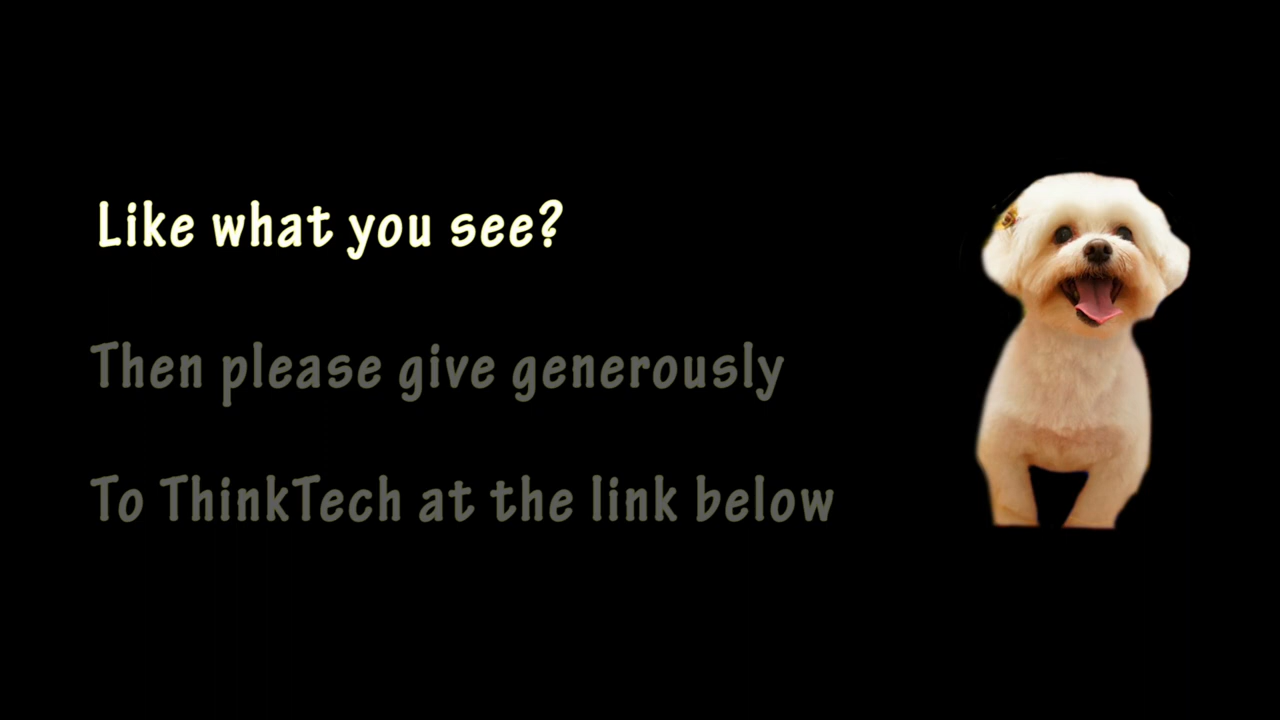 Like what you see?
Then please give generously
To ThinkTech at the link below